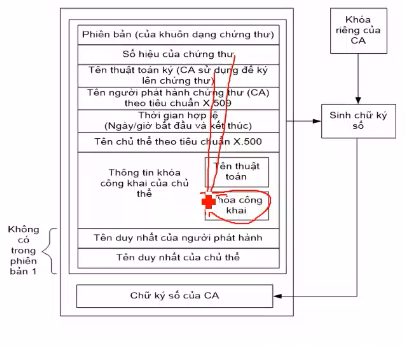 Phiên bản (của khuôn dạng chứng thư)
Số hiệu của chứng thư
Tên thuật toán ký (CA sử dụng để ký
lên chứng thư)
Tên người phát hành chứng thư (CA)
theo tiêu chuẩn X.509
Thời gian hợp lệ
(Ngày/giờ bắt đầu và kết thúc)
Tên chủ thể theo tiêu chuẩn X.500
Thông tin khóa
công khai của chủ
thể
Tên thuật
toán
khóa công
khai
Tên duy nhất của người phát hành
Tên duy nhất của chủ thể
Chữ ký số của CA
Không
có
trong
phiên
bản 1
Khóa
riêng của
CA
Sinh chữ ký
số